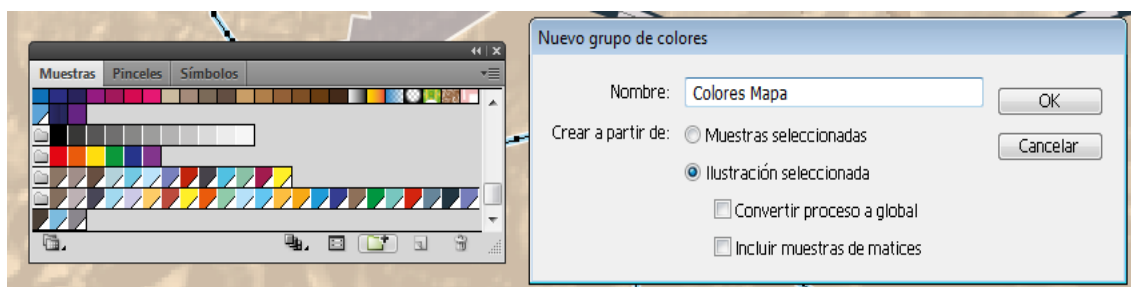 Muestras Pinceles Símbolos
Nuevo grupo de colores
Nombre: Colores Mapa
OK
Crear a partir de: Muestras seleccionadas
Cancelar
Ilustración seleccionada
Convertir proceso a global
Incluir muestras de matices